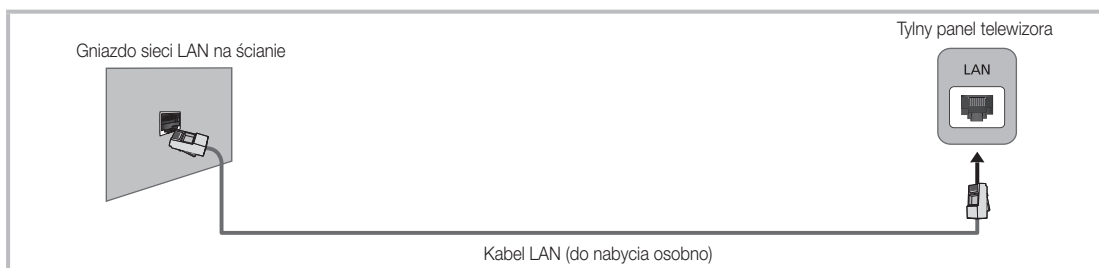 Tylny panel telewizora
Gniazdo sieci LAN na ścianie
LAN
Kabel LAN (do nabycia osobno)